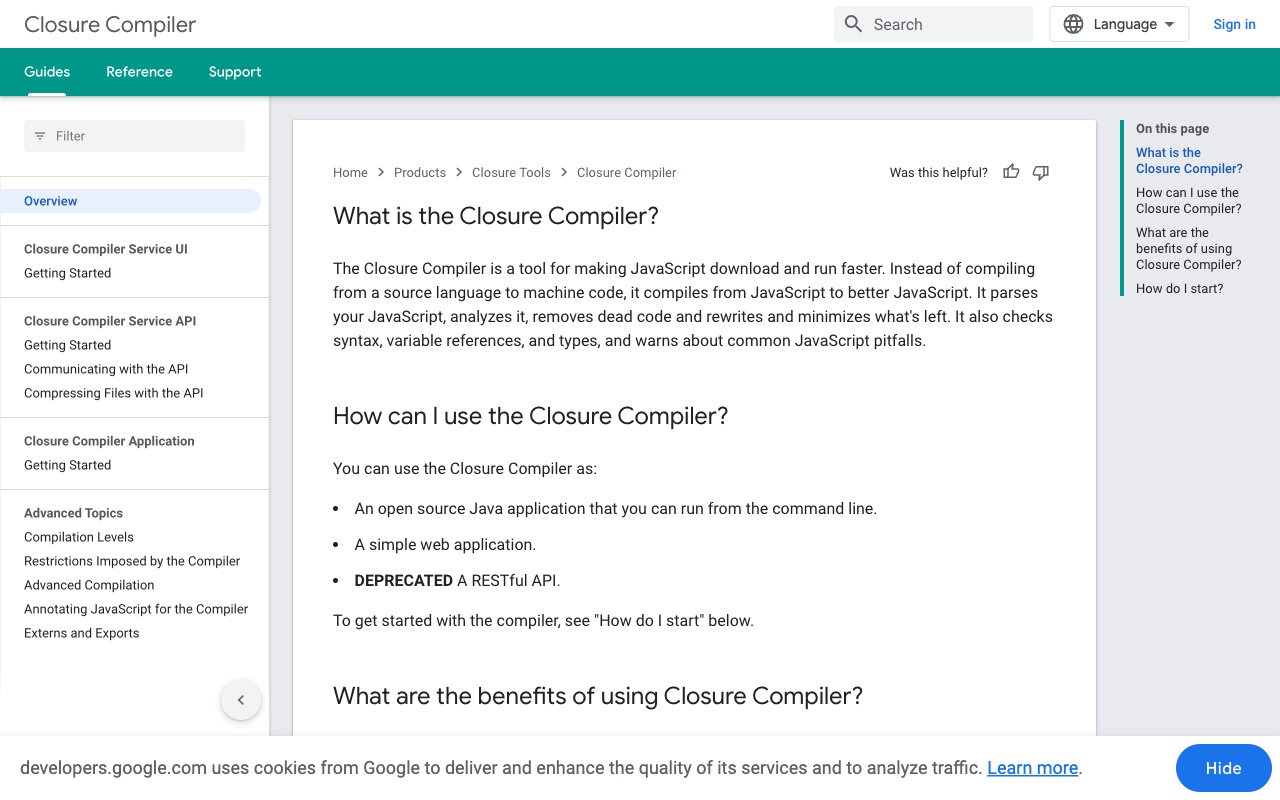 Closure Compiler
Search
Language
Sign in
Guides
Reference
Support
Filter
Overview
Closure Compiler Service UI
Getting Started
Closure Compiler Service API
Getting Started
Communicating with the API
Compressing Files with the API
Closure Compiler Application
Getting Started
Advanced Topics
Compilation Levels
Restrictions Imposed by the Compiler
Advanced Compilation
Annotating JavaScript for the Compiler
Externs and Exports
Home
Products
Closure Tools
Closure Compiler
Was this helpful?
What is the Closure Compiler?
The Closure Compiler is a tool for making JavaScript download and run faster. Instead of compiling
from a source language to machine code, it compiles from JavaScript to better JavaScript. It parses
your JavaScript, analyzes it, removes dead code and rewrites and minimizes what's left. It also checks
syntax, variable references, and types, and warns about common JavaScript pitfalls.
How can I use the Closure Compiler?
You can use the Closure Compiler as:
• An open source Java application that you can run from the command line.
• A simple web application.
• DEPRECATED A RESTful API.
To get started with the compiler, see "How do I start" below.
What are the benefits of using Closure Compiler?
On this page
What is the
Closure Compiler?
How can I use the
Closure Compiler?
What are the
benefits of using
Closure Compiler?
How do I start?
developers.google.com uses cookies from Google to deliver and enhance the quality of its services and to analyze traffic. Learn more.
Hide